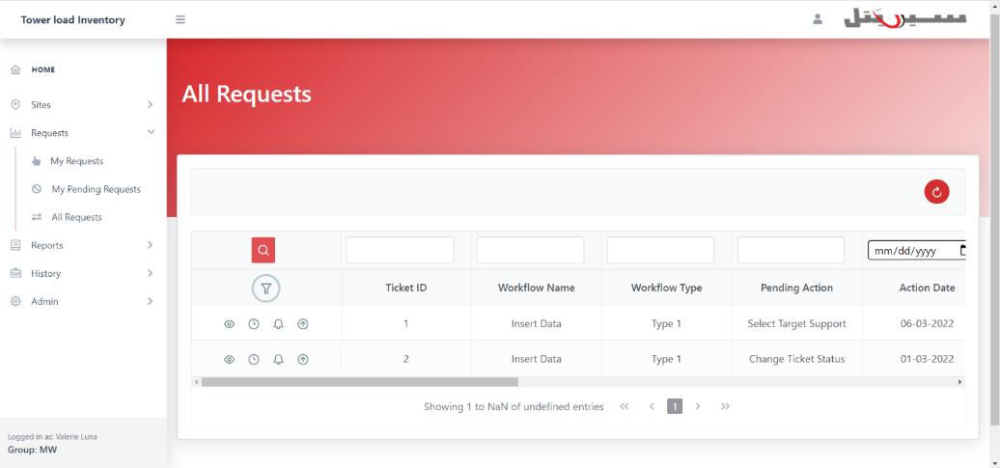 Tower load Inventory
سيريتل
All Requests
HOME
Sites
Requests
My Requests
My Pending Requests
All Requests
Reports
History
Admin
mm/dd/yyyy
Ticket ID Workflow Name Workflow Type Pending Action Action Date
1 Insert Data Type 1 Select Target Support 06-03-2022
2 Insert Data Type 1 Change Ticket Status 01-03-2022
Showing 1 to NaN of undefined entries « < 1 > »
Logged in as: Valerie Luna
Group: MW